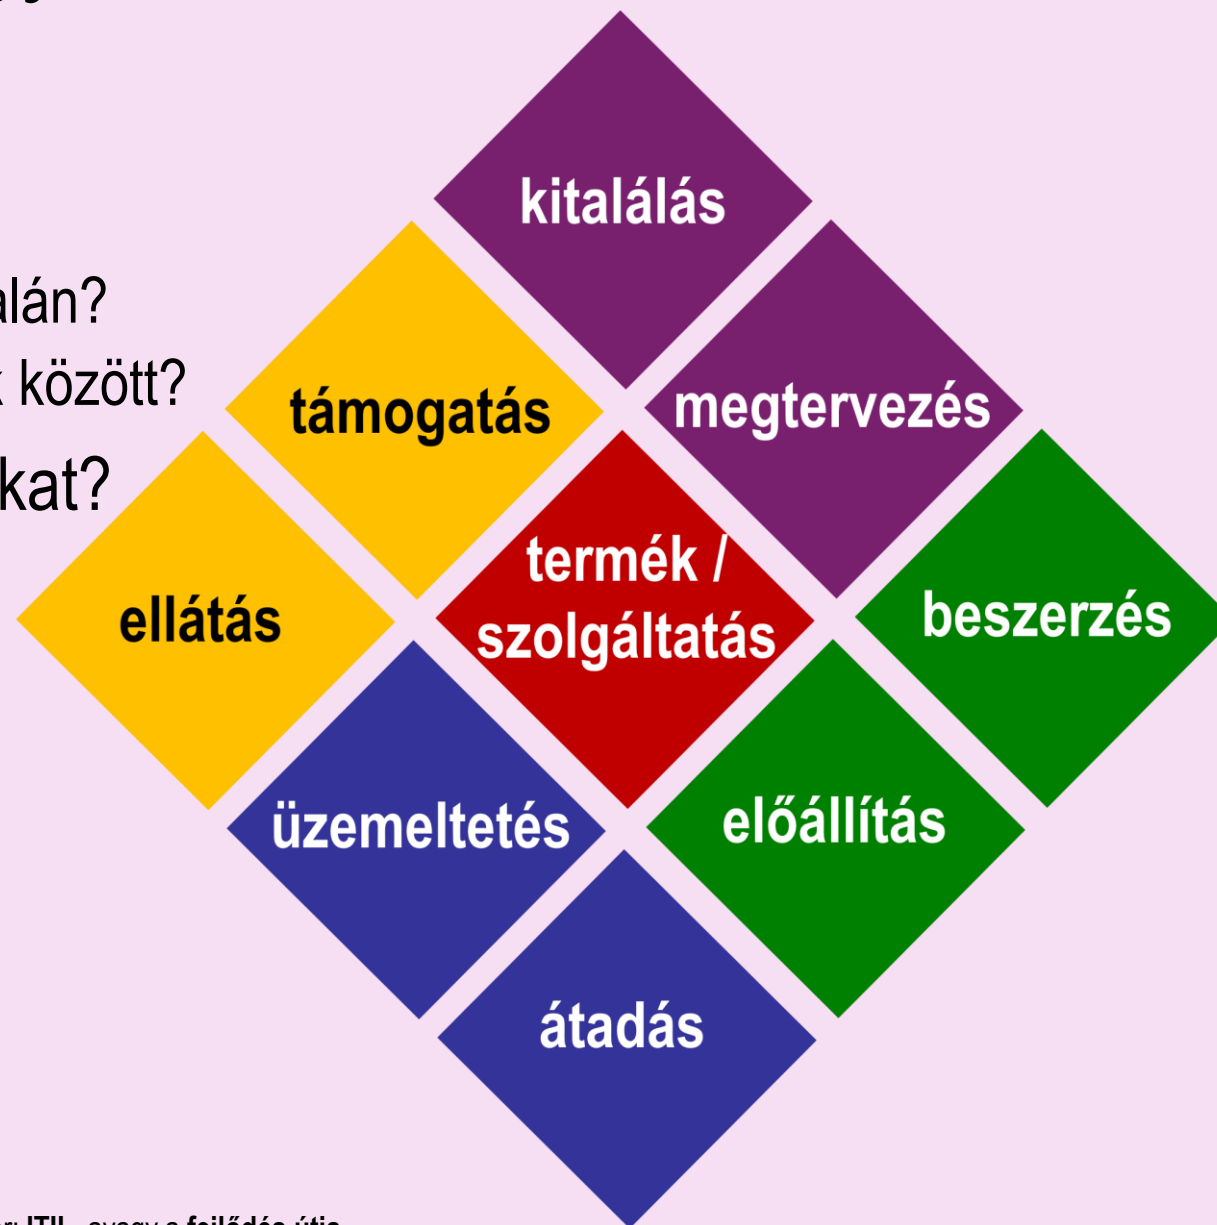 kitalálás
alán?
között?
támogatás
megtervezés
kat?
termék /
szolgáltatás
ellátás
beszerzés
üzemeltetés
előállítás
átadás